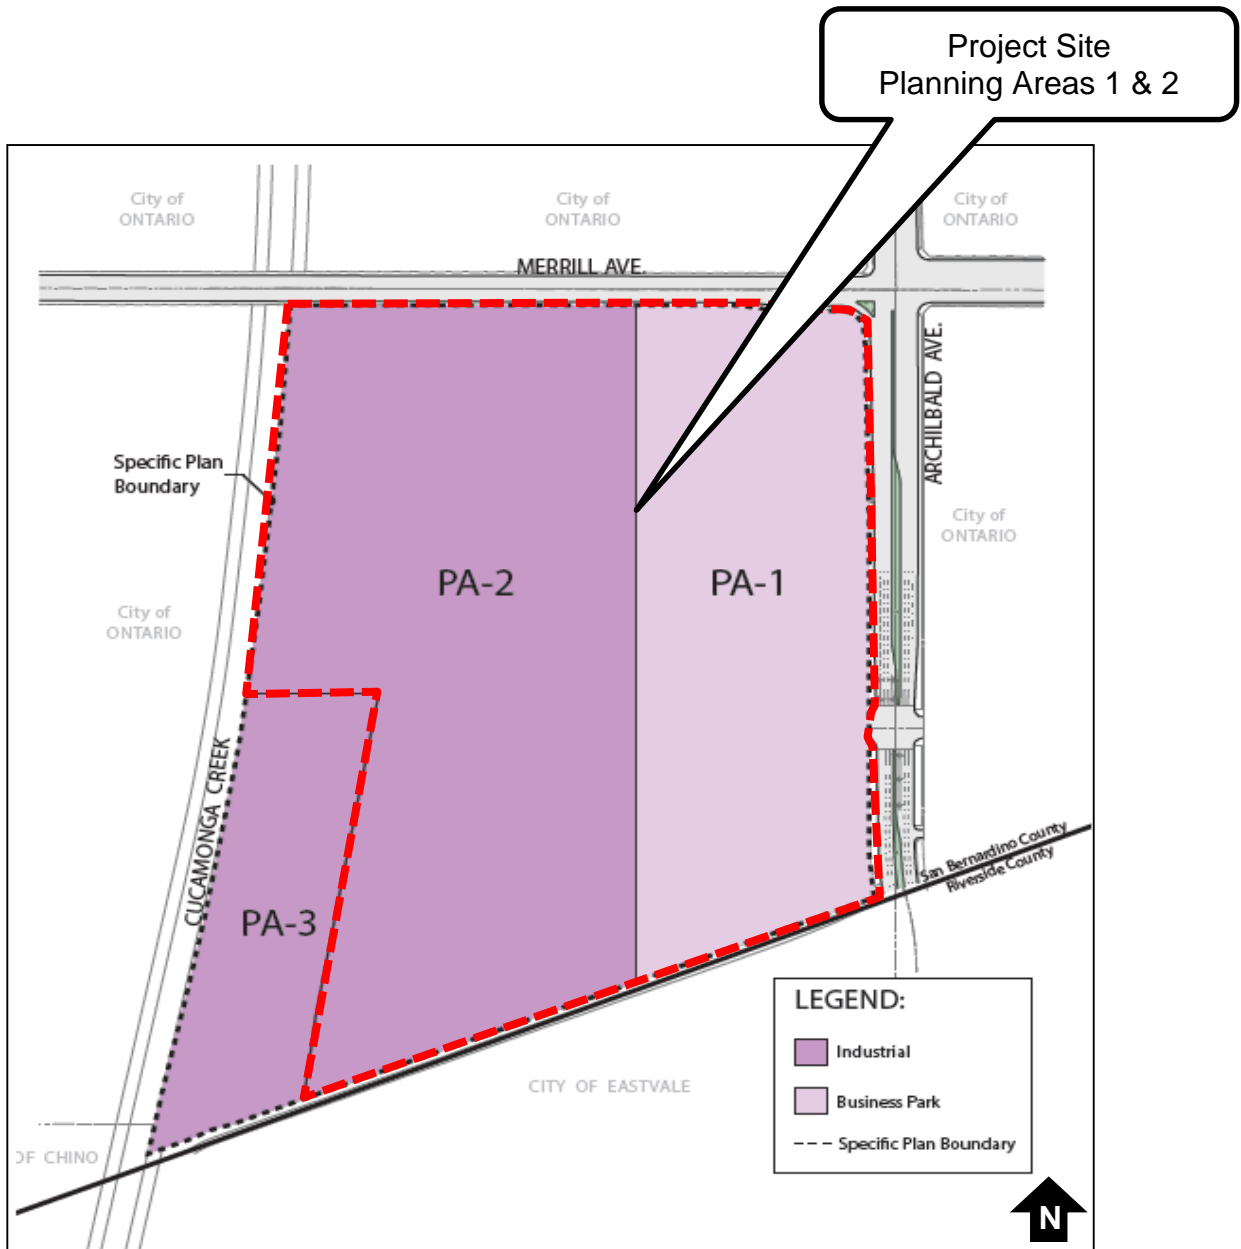 Project Site
Planning Areas 1 & 2
City of
ONTARIO
City of
ONTARIO
City of
ONTARIO
MERRILL AVE.
ARCHILBALD AVE.
Specific Plan
Boundary
City of
ONTARIO
PA-2
PA-1
City of
ONTARIO
CUCAMONGA CREEK
San Bernardino County
Riverside County
PA-3
LEGEND:
Industrial
Business Park
Specific Plan Boundary
CITY OF EASTVALE
OF CHINO
N